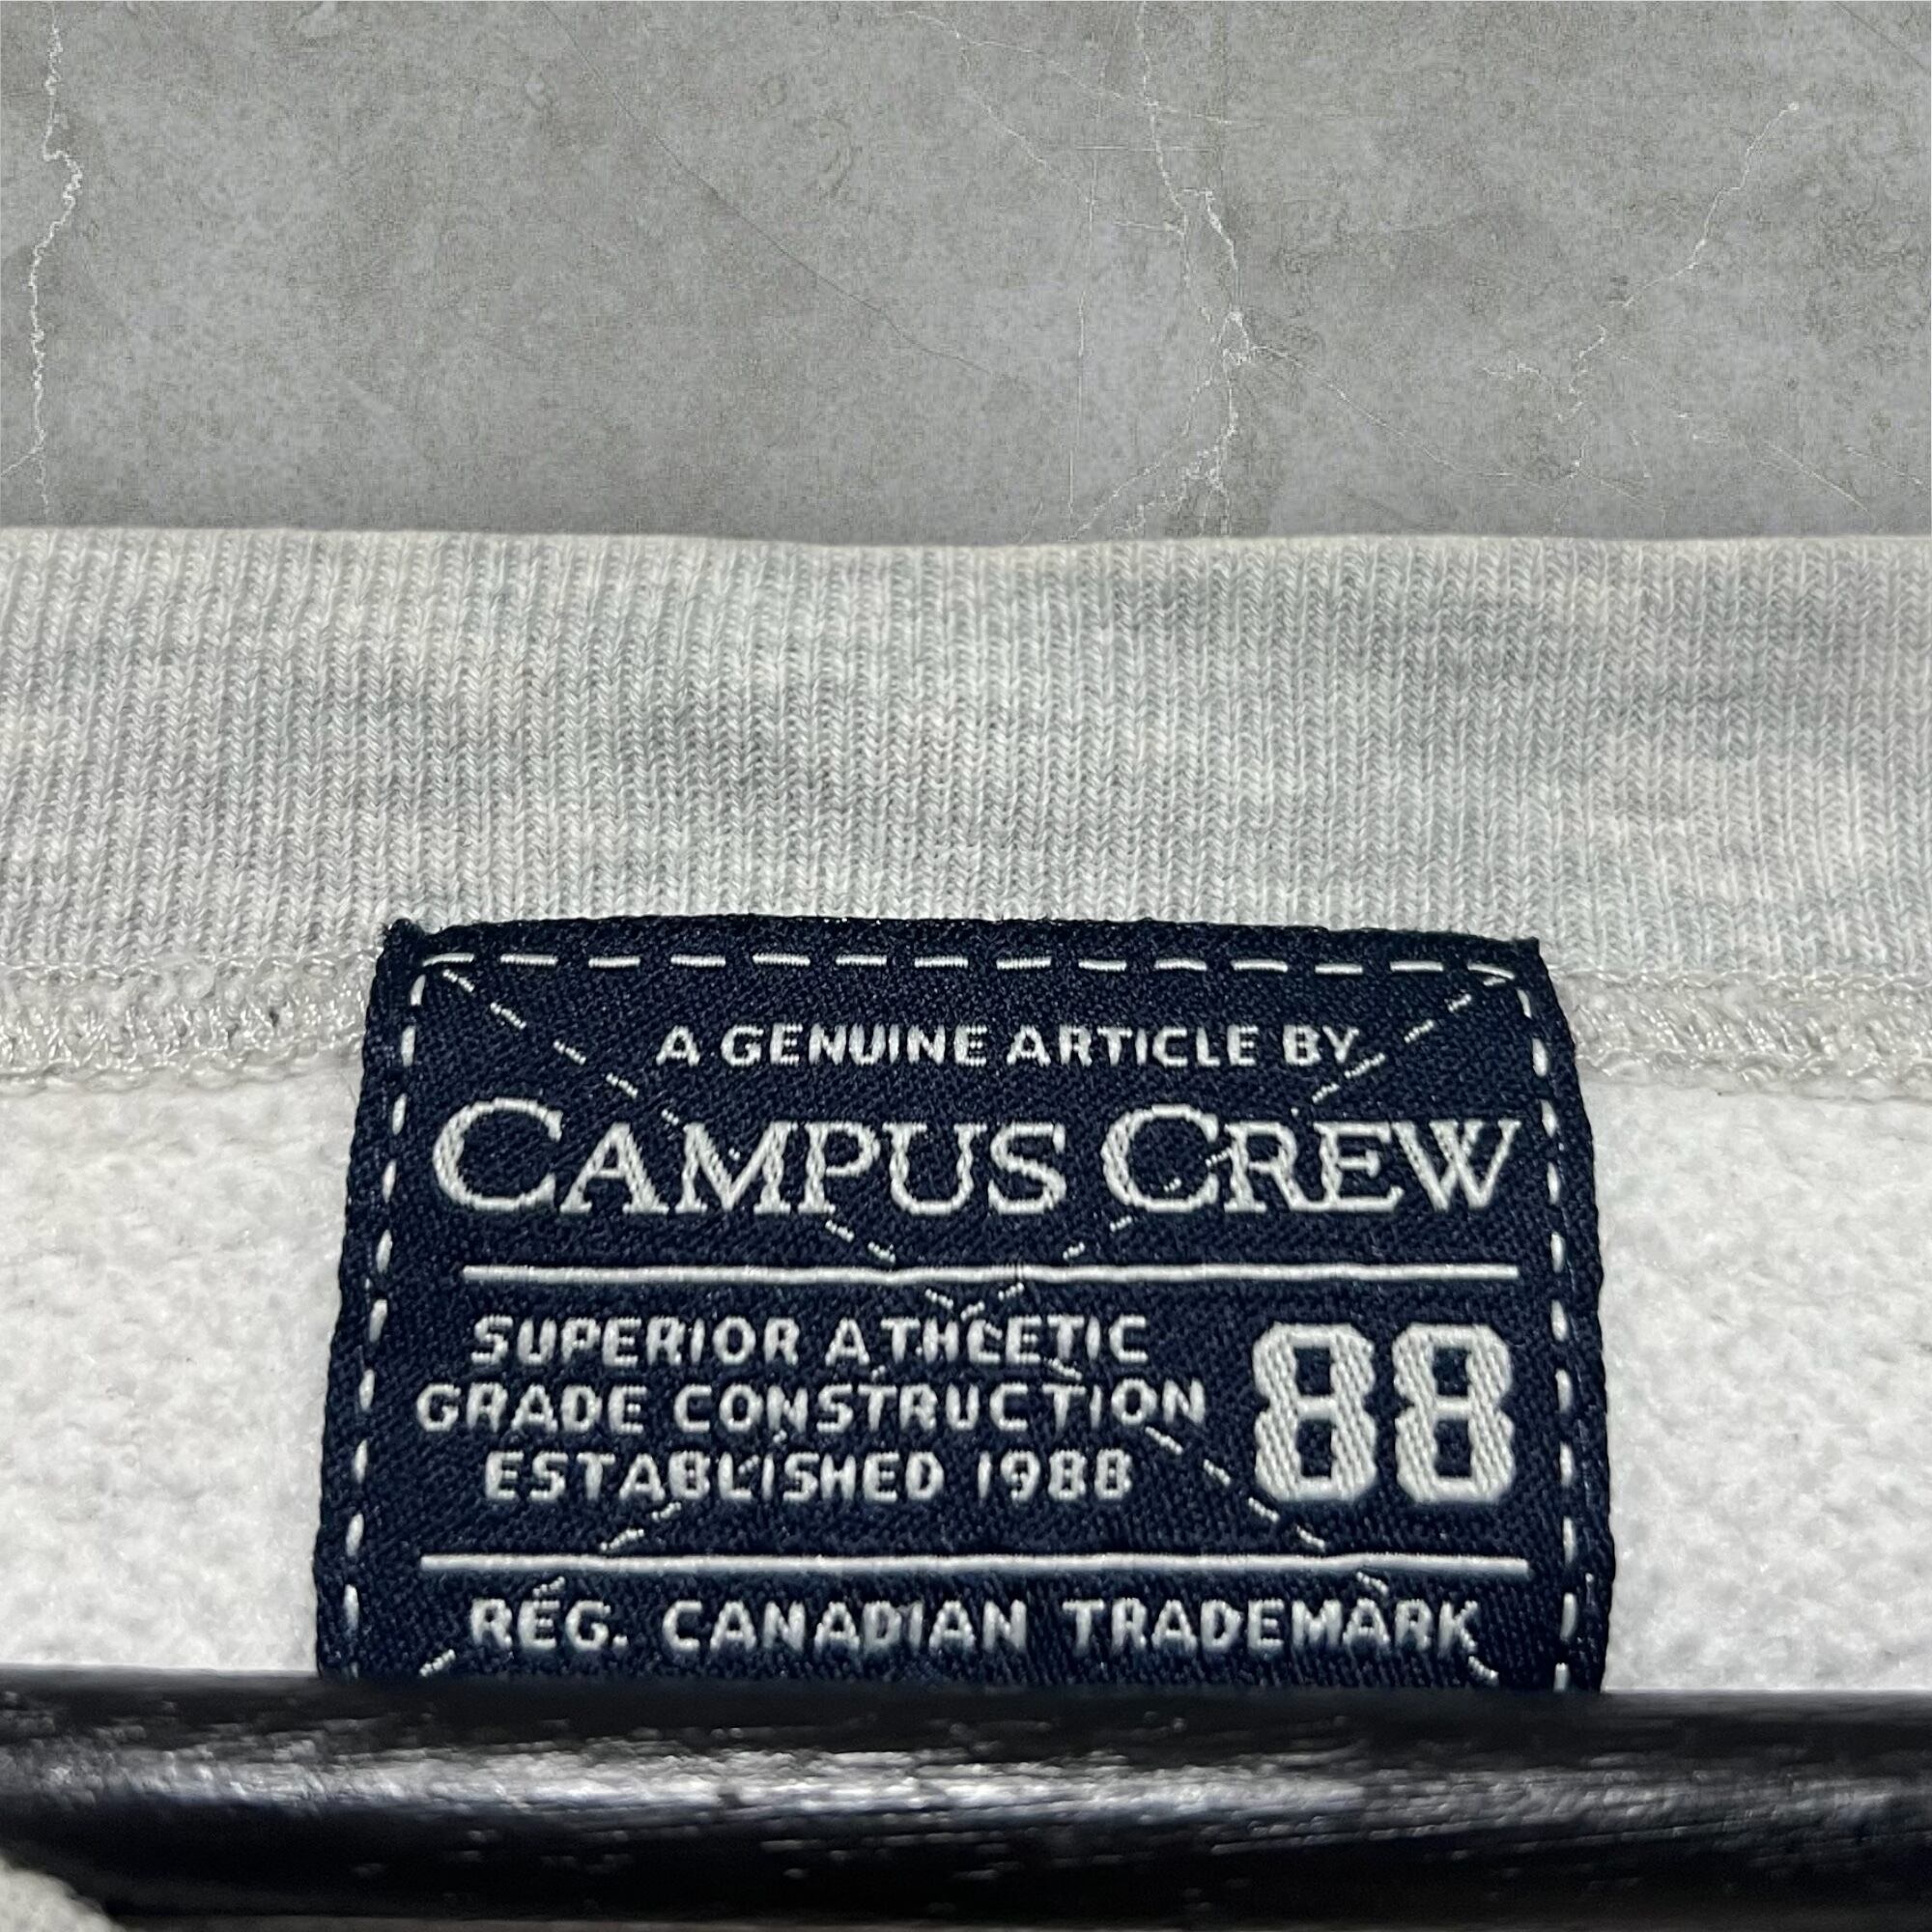 A GENUINE ARTICLE BY
CAMPUS CREW
SUPERIOR ATHLETIC
GRADE CONSTRUCTION
ESTABLISHED 1988
88
REG. CANADIAN TRADEMARK